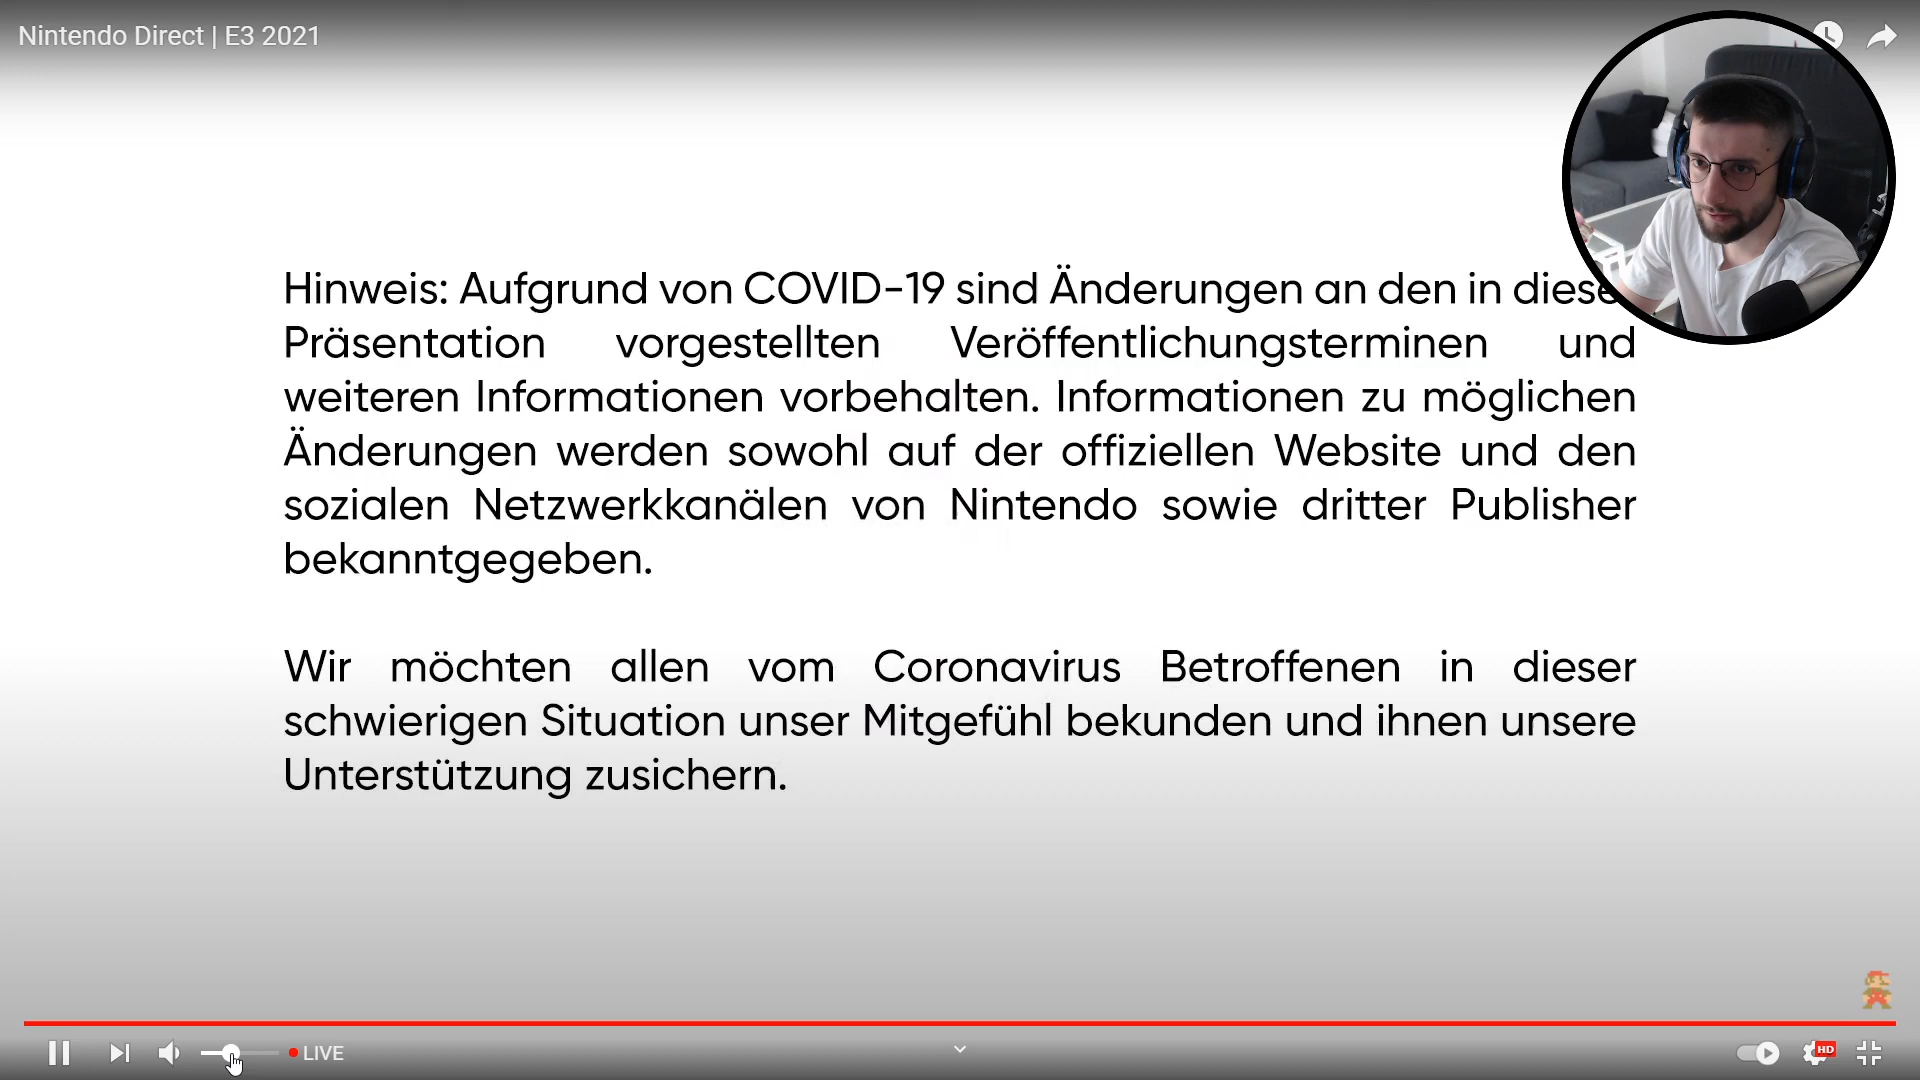 Nintendo Direct | E3 2021
Hinweis: Aufgrund von COVID-19 sind Änderungen an den in diese
Präsentation vorgestellten Veröffentlichungsterminen und
weiteren Informationen vorbehalten. Informationen zu möglichen
Änderungen werden sowohl auf der offiziellen Website und den
sozialen Netzwerkkanälen von Nintendo sowie dritter Publisher
bekanntgegeben.
Wir möchten allen vom Coronavirus Betroffenen in dieser
schwierigen Situation unser Mitgefühl bekunden und ihnen unsere
Unterstützung zusichern.
LIVE
HD